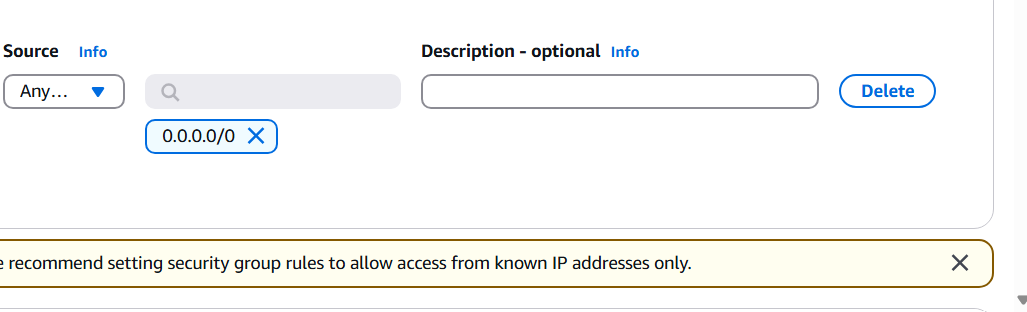 Source Info
Description - optional Info
Any...
Delete
0.0.0.0/0
e recommend setting security group rules to allow access from known IP addresses only.